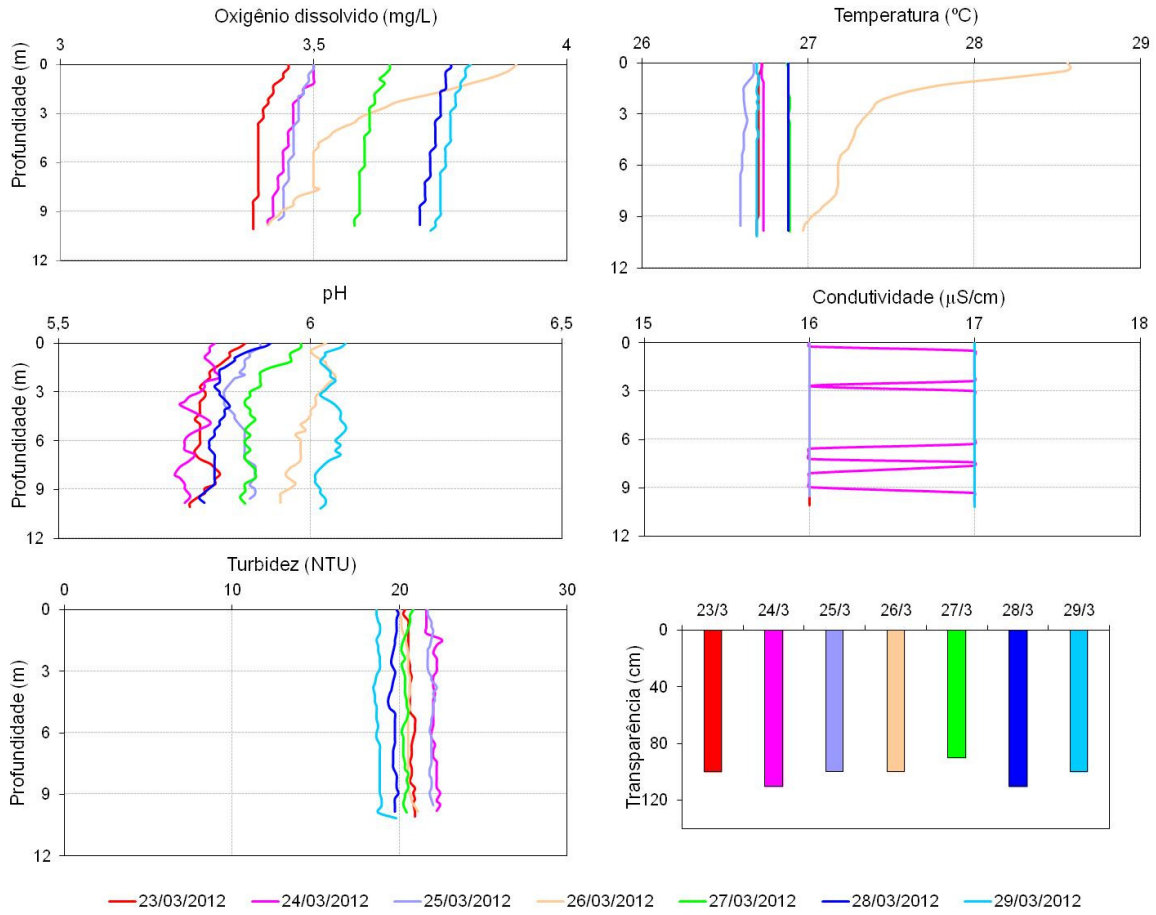 Oxigênio dissolvido (mg/L)
3 3,5 4
Profundidade (m)
0
3
6
9
12
Temperatura (ºC)
26 27 28 29
0
3
6
9
12
pH
5,5 6 6,5
0
3
6
9
12
Condutividade (µS/cm)
15 16 17 18
0
3
6
9
12
Turbidez (NTU)
0 10 20 30
Profundidade (m)
0
3
6
9
12
23/3 24/3 25/3 26/3 27/3 28/3 29/3
Transparência (cm)
0
40
80
120
23/03/2012 24/03/2012 25/03/2012 26/03/2012 27/03/2012 28/03/2012 29/03/2012